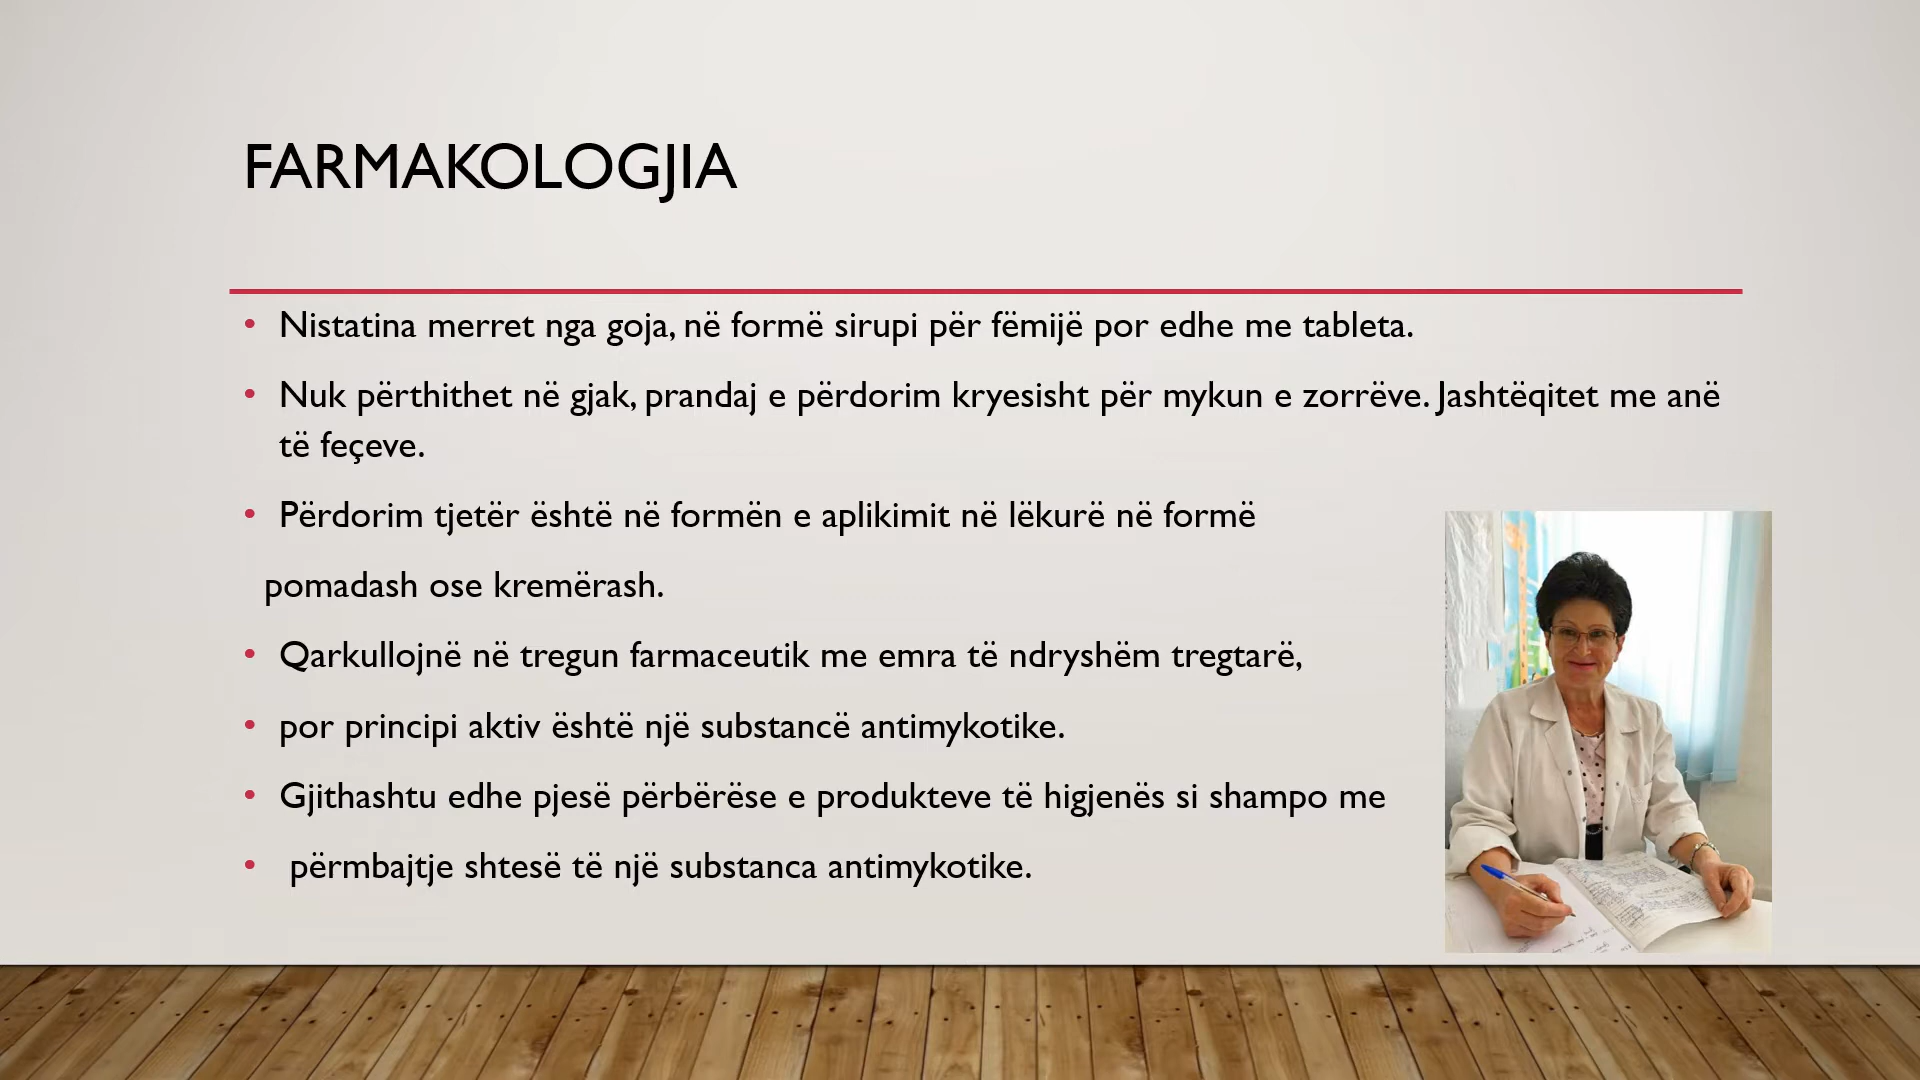 FARMAKOLOGJIA
• Nistatina merret nga goja, në formë sirupi për fëmijë por edhe me tableta.
• Nuk përthithet në gjak, prandaj e përdorim kryesisht për mykun e zorrëve. Jashtëqitet me anë
të feçeve.
• Përdorim tjetër është në formën e aplikimit në lëkurë në formë
pomadash ose kremërash.
• Qarkullojnë në tregun farmaceutik me emra të ndryshëm tregtarë,
• por principi aktiv është një substancë antimykotike.
• Gjithashtu edhe pjesë përbërëse e produkteve të higjenës si shampo me
• përmbajtje shtesë të një substanca antimykotike.